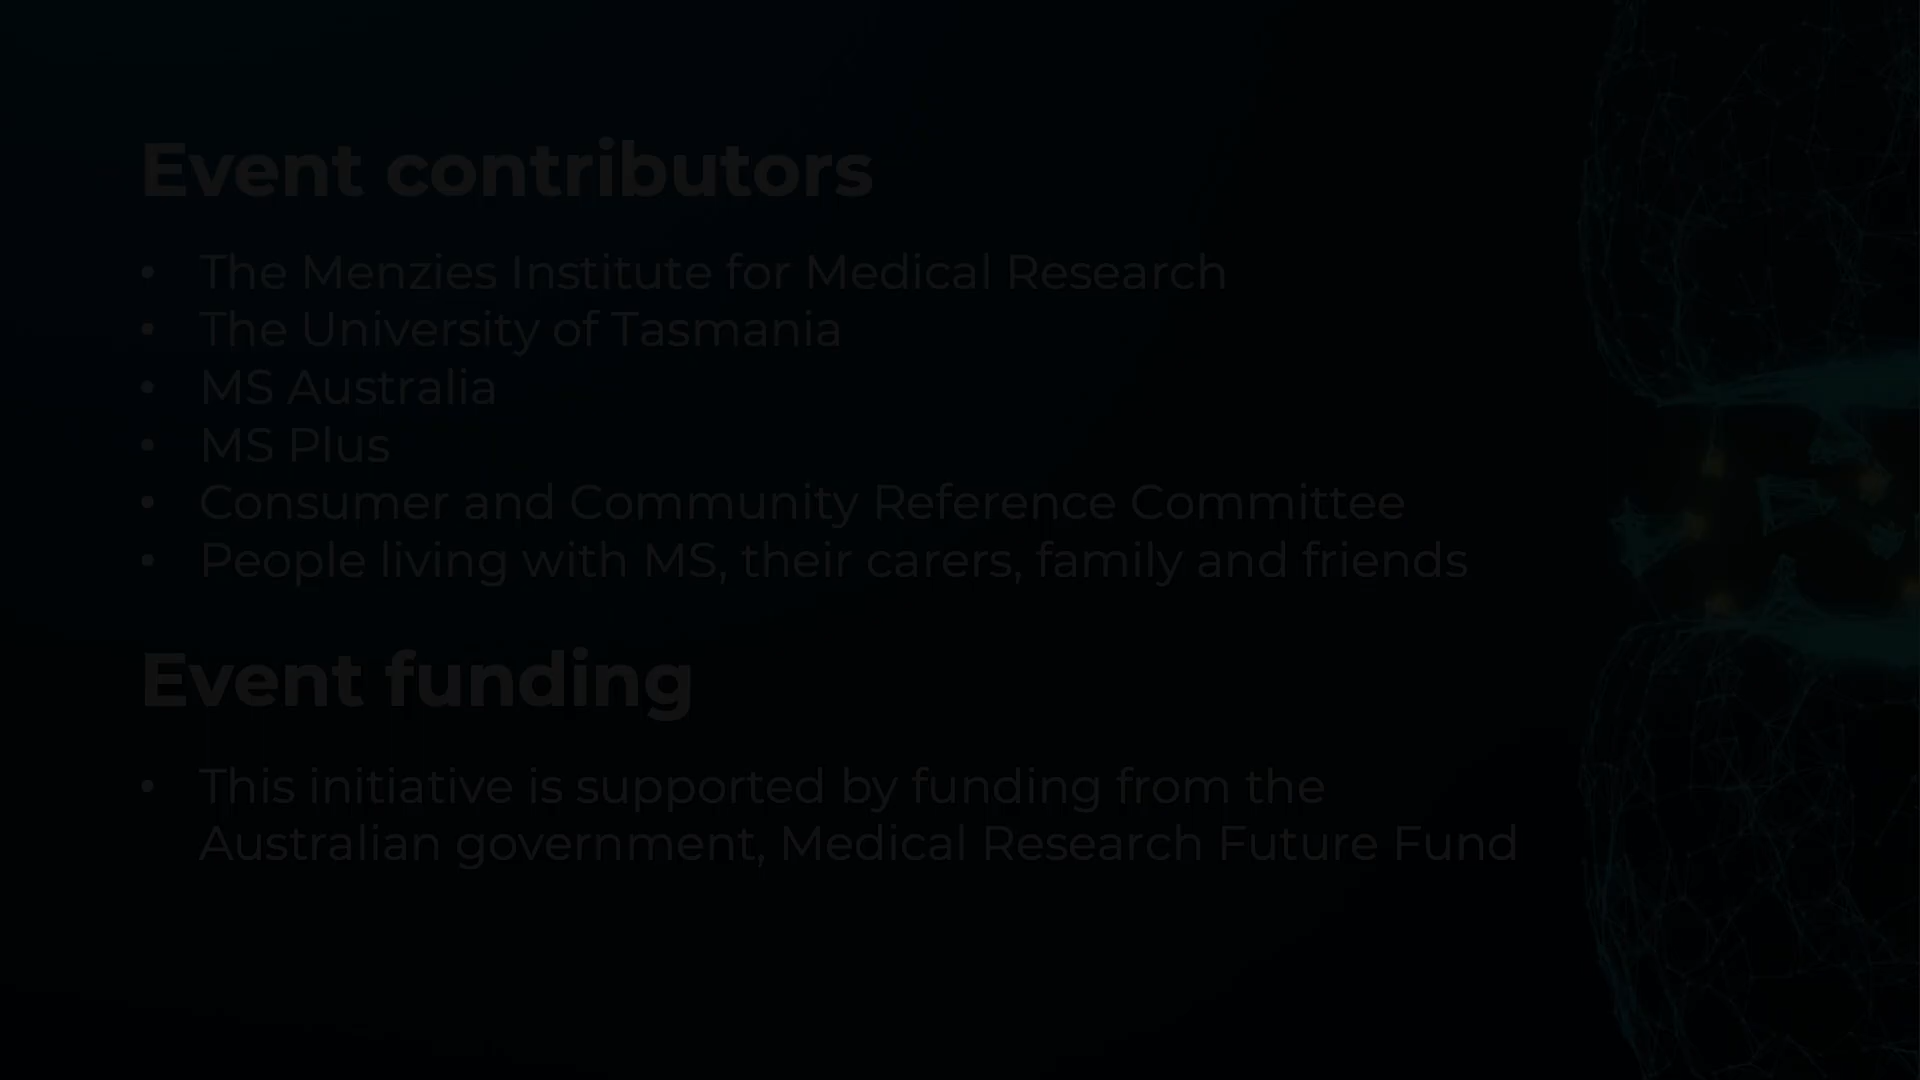 Event contributors
• The Menzies Institute for Medical Research
• The University of Tasmania
• MS Australia
• MS Plus
• Consumer and Community Reference Committee
• People living with MS, their carers, family and friends
Event funding
• This initiative is supported by funding from the
Australian government, Medical Research Future Fund